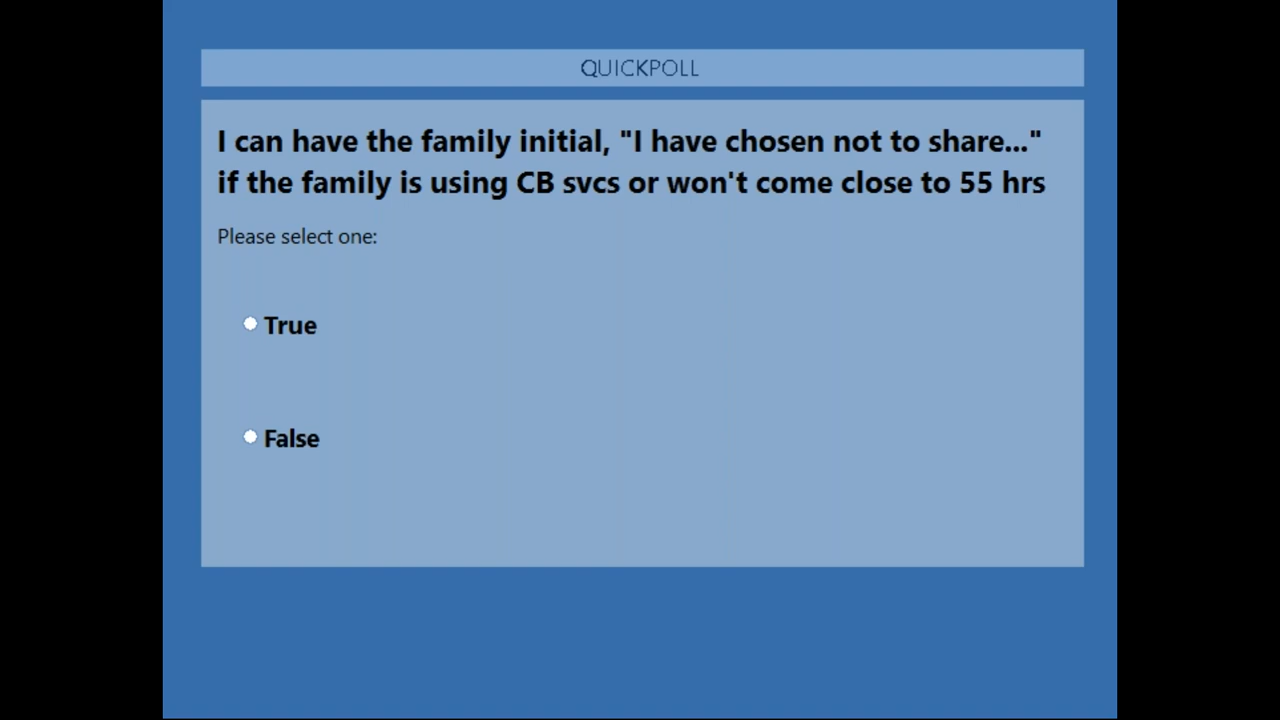 QUICKPOLL
I can have the family initial, "I have chosen not to share..."
if the family is using CB svcs or won't come close to 55 hrs
Please select one:
True
False